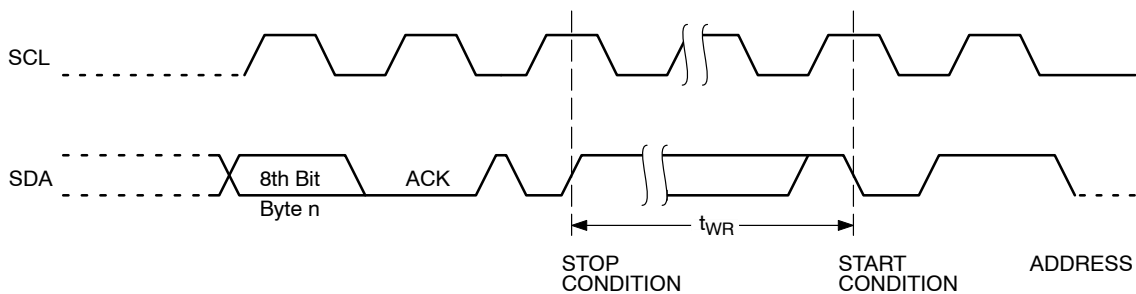 SCL
SDA
8th Bit
Byte n
ACK
tWR
STOP
CONDITION
START
CONDITION
ADDRESS